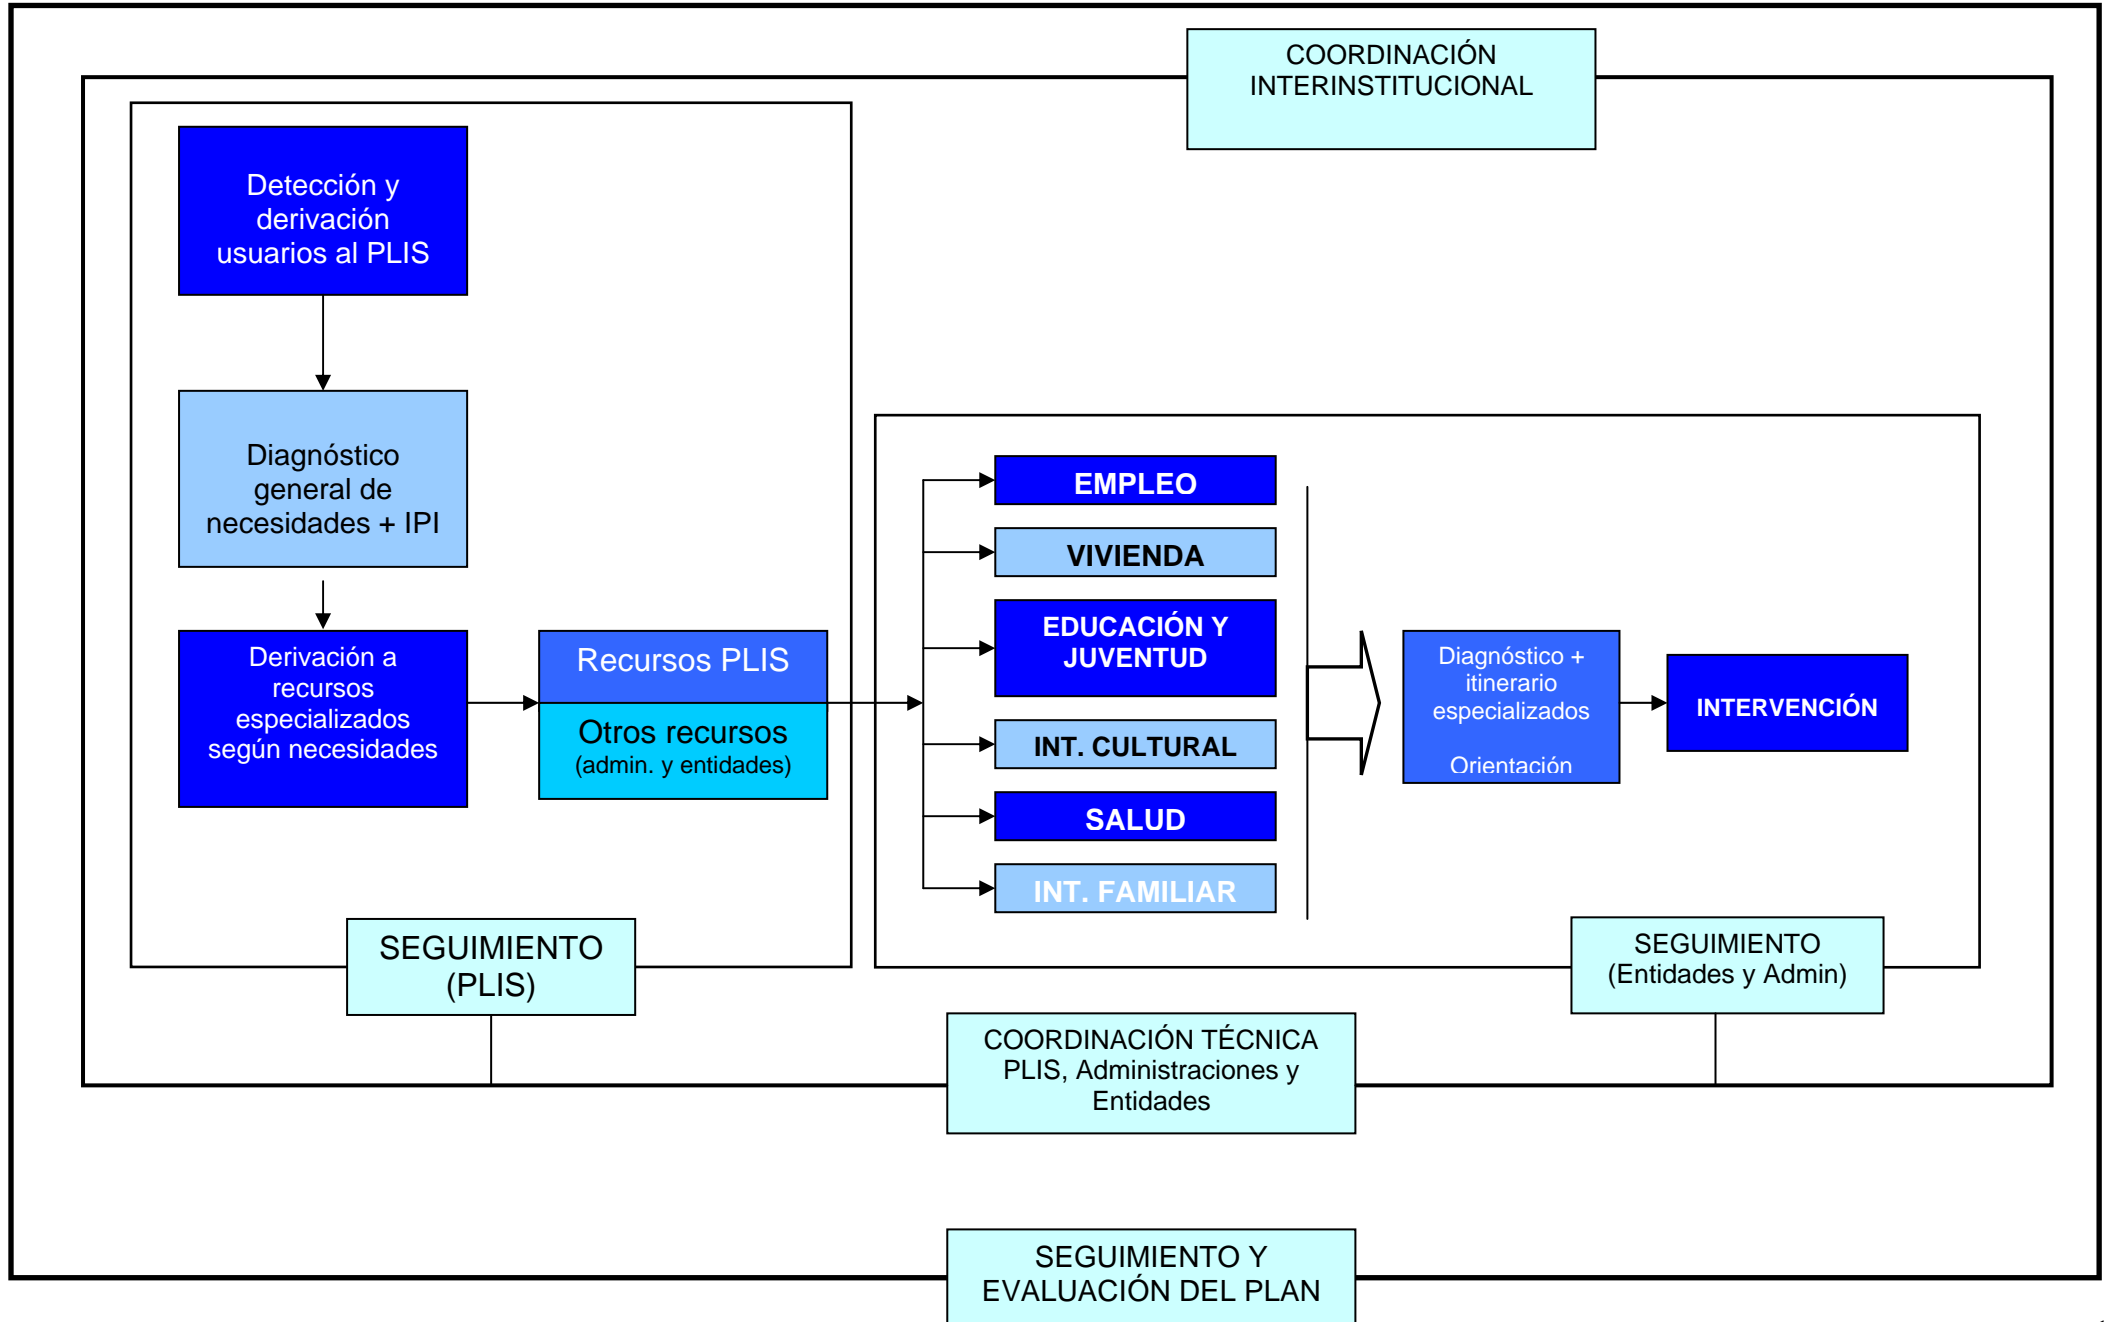 COORDINACIÓN
INTERINSTITUCIONAL
Detección y
derivación
usuarios al PLIS
Diagnóstico
general de
necesidades + IPI
Derivación a
recursos
especializados
según necesidades
Recursos PLIS
Otros recursos
(admin. y entidades)
EMPLEO
VIVIENDA
EDUCACIÓN Y
JUVENTUD
INT. CULTURAL
SALUD
INT. FAMILIAR
Diagnóstico +
itinerario
especializados
Orientación
INTERVENCIÓN
SEGUIMIENTO
(PLIS)
SEGUIMIENTO
(Entidades y Admin)
COORDINACIÓN TÉCNICA
PLIS, Administraciones y
Entidades
SEGUIMIENTO Y
EVALUACIÓN DEL PLAN